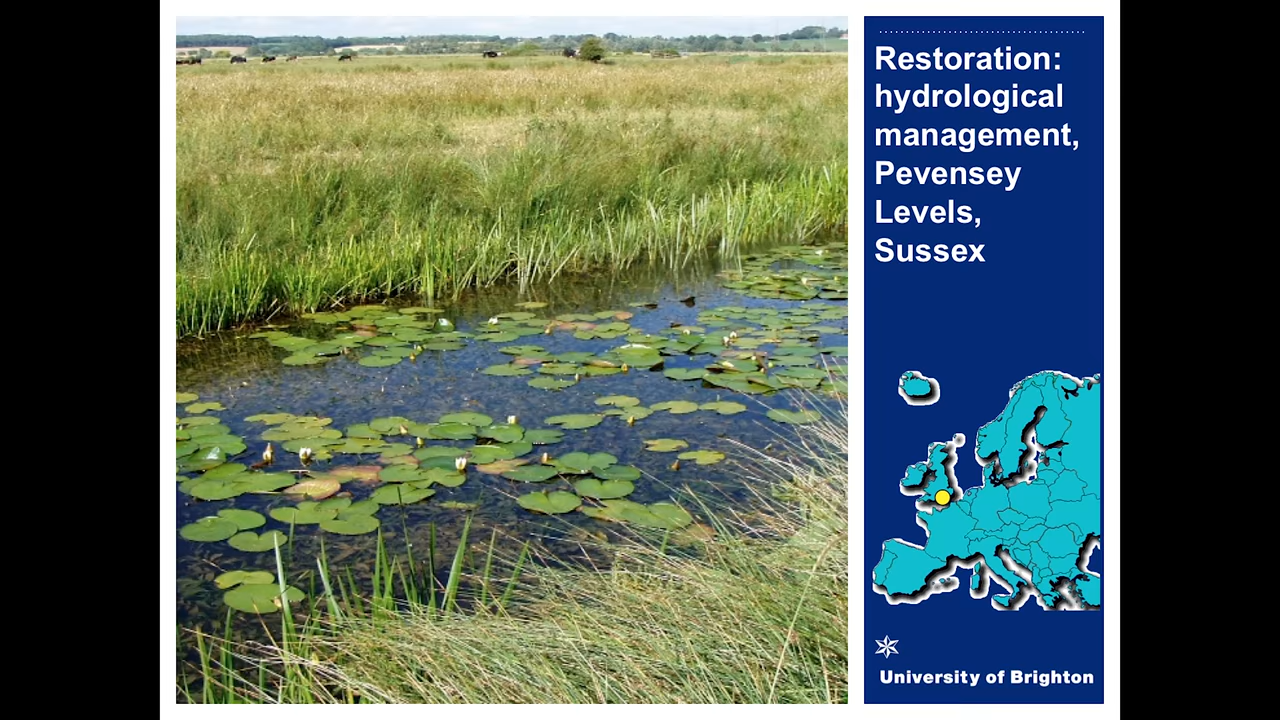 Restoration:
hydrological
management,
Pevensey
Levels,
Sussex
University of Brighton